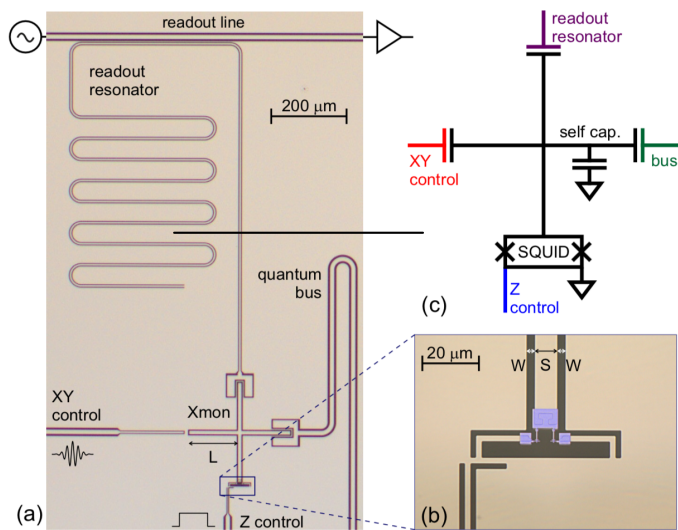 readout line
readout
resonator
200 µm
quantum
bus
XY
control
Xmon
L
Z control
(a)
readout
resonator
self cap.
XY
control
bus
SQUID
Z
control
(c)
20 µm
W
S
W
(b)